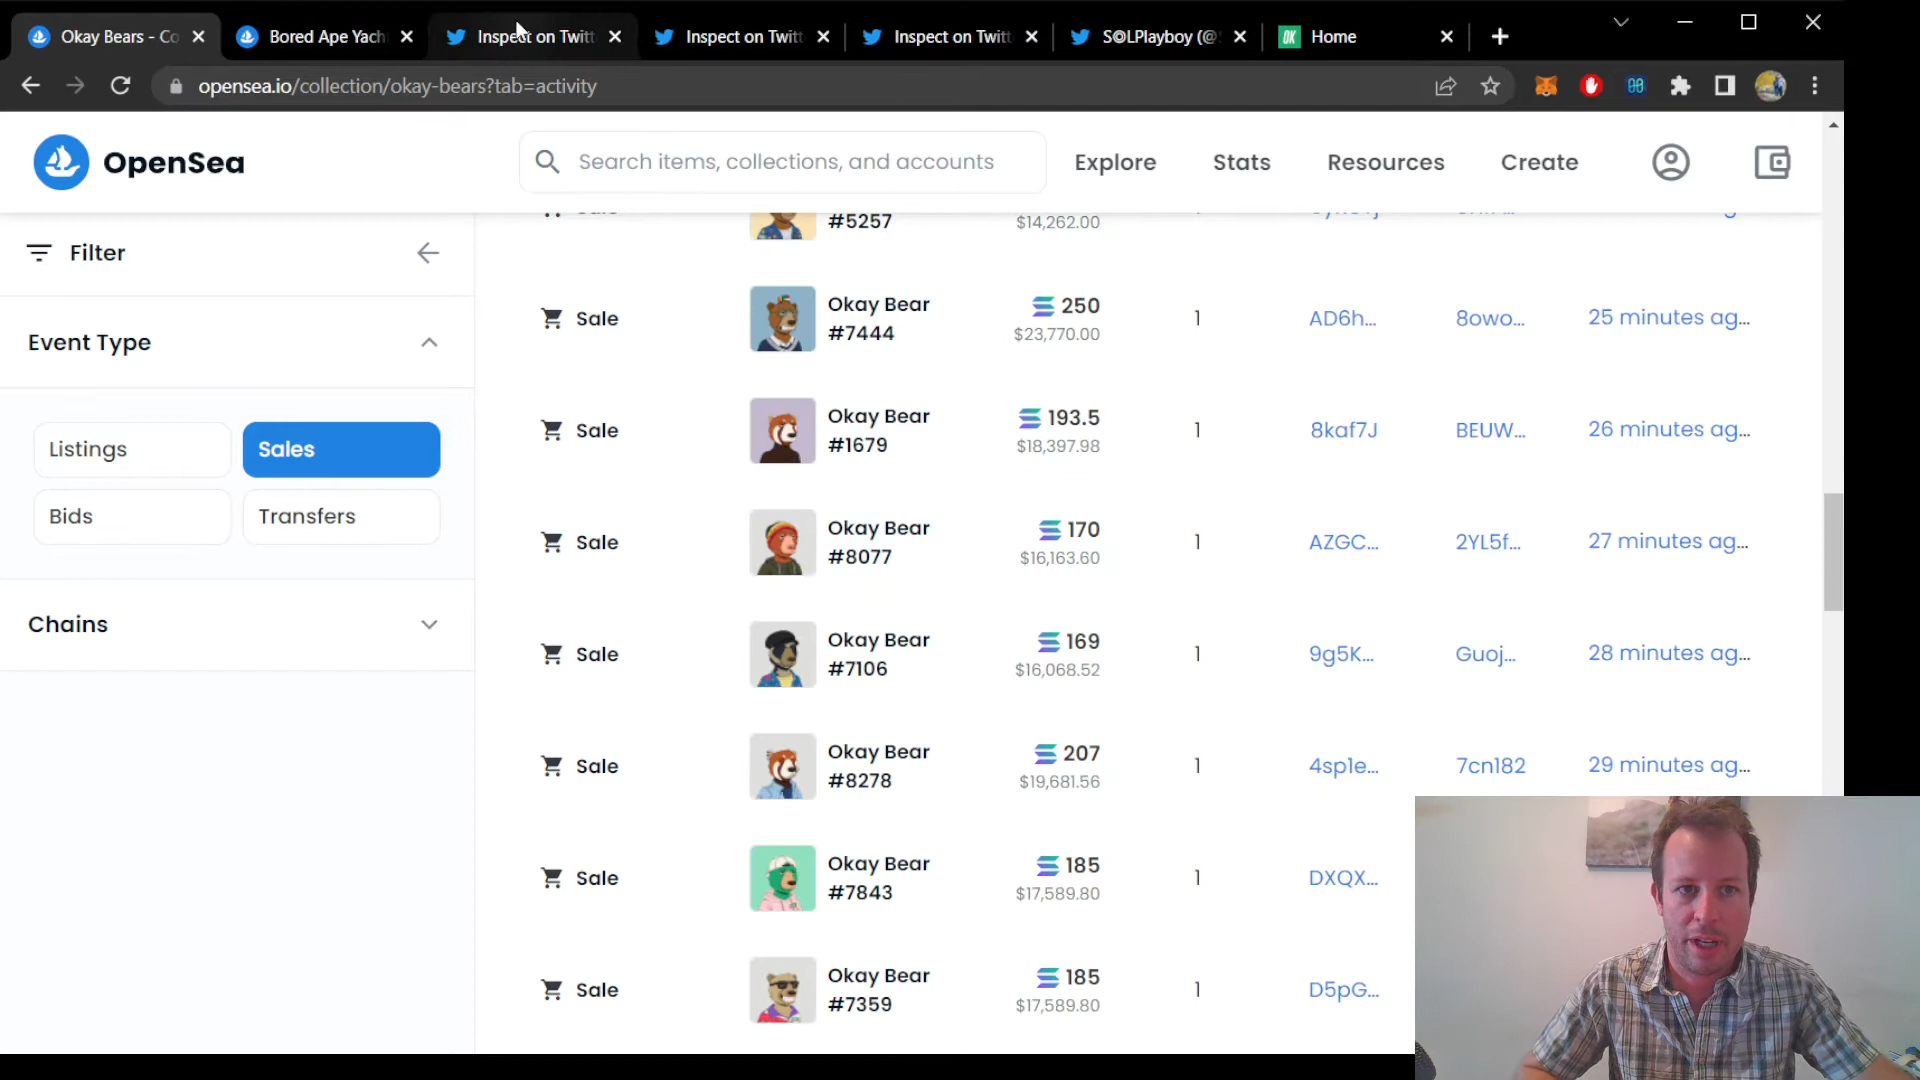 Okay Bears - Co
Bored Ape Yach
Inspect on Twitt
Inspect on Twitt
Inspect on Twitt
S@LPlayboy (@
OK Home
opensea.io/collection/okay-bears?tab=activity
OpenSea
Search items, collections, and accounts
Explore
Stats
Resources
Create
Filter
Event Type
Listings
Sales
Bids
Transfers
Chains
#5257
$14,262.00
Sale
Okay Bear
#7444
250
$23,770.00
1
AD6h...
8owo...
25 minutes ag...
Sale
Okay Bear
#1679
193.5
$18,397.98
1
8kaf7J
BEUW...
26 minutes ag...
Sale
Okay Bear
#8077
170
$16,163.60
1
AZGC...
2YL5f...
27 minutes ag...
Sale
Okay Bear
#7106
169
$16,068.52
1
9g5K...
Guoj...
28 minutes ag...
Sale
Okay Bear
#8278
207
$19,681.56
1
4sp1e...
7cn182
29 minutes ag...
Sale
Okay Bear
#7843
185
$17,589.80
1
DXQX...
Sale
Okay Bear
#7359
185
$17,589.80
1
D5pG...